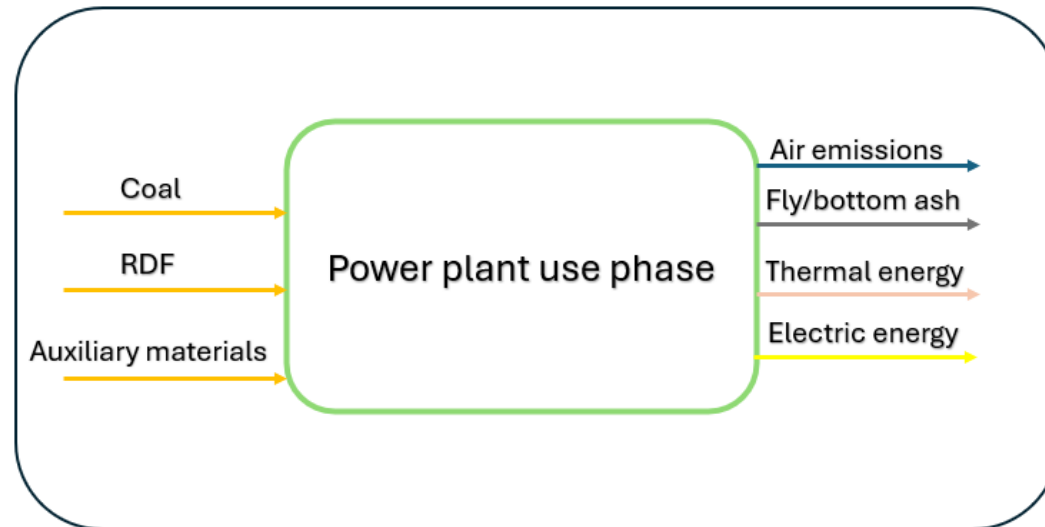 Coal
RDF
Auxiliary materials
Power plant use phase
Air emissions
Fly/bottom ash
Thermal energy
Electric energy